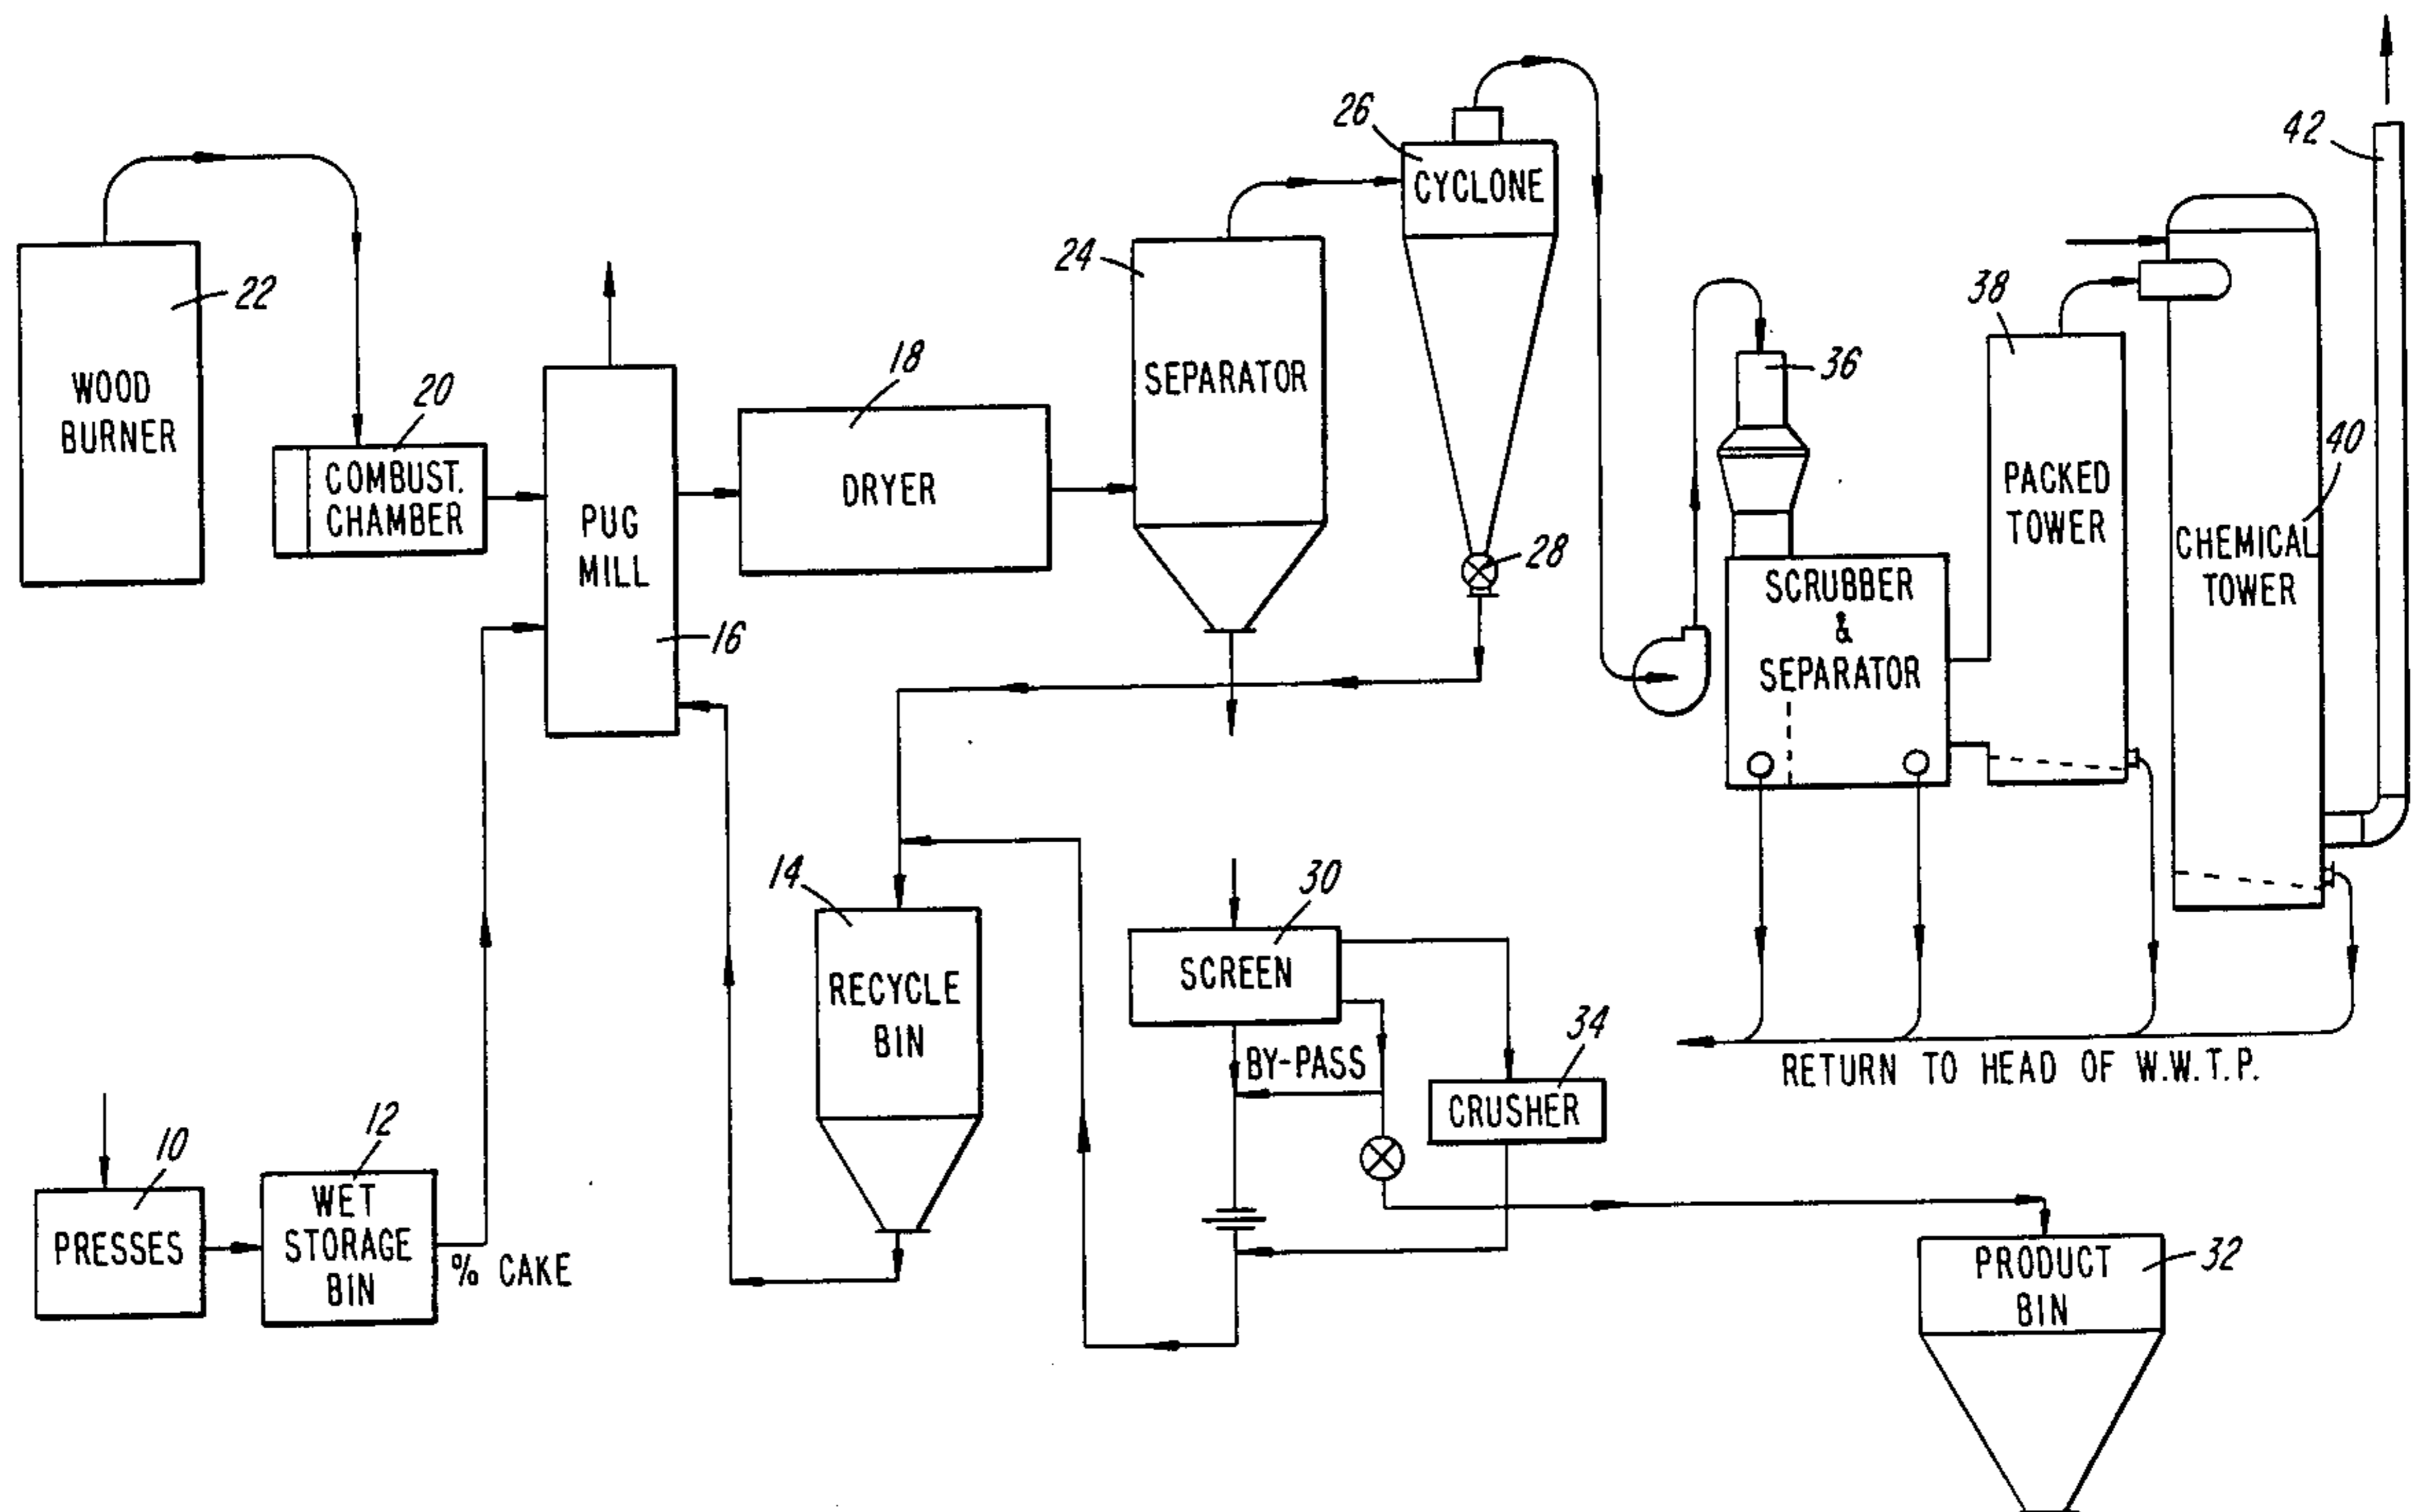 26
CYCLONE
42
24
SEPARATOR
22
WOOD
BURNER
38
PACKED
TOWER
36
18
DRYER
20
COMBUST.
CHAMBER
40
CHEMICAL
TOWER
PUG
MILL
16
28
SCRUBBER
&
SEPARATOR
14
RECYCLE
BIN
30
SCREEN
BY-PASS
34
CRUSHER
RETURN TO HEAD OF W.W.T.P.
10
PRESSES
12
WET
STORAGE
BIN
% CAKE
PRODUCT
BIN
32